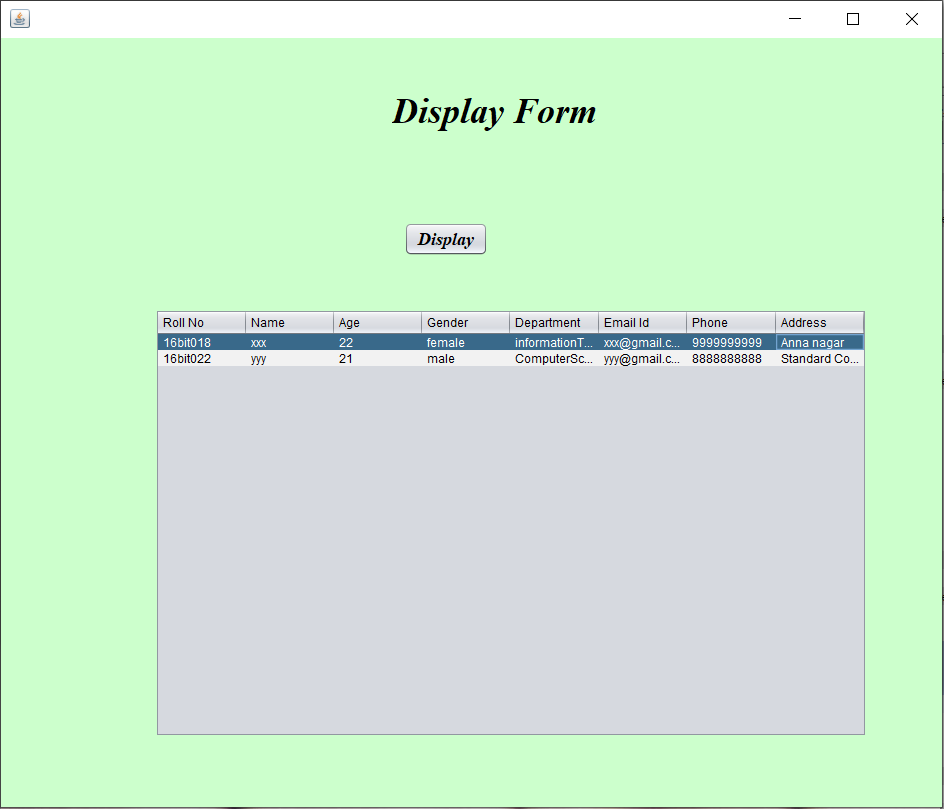 Display Form
Display
Roll No Name Age Gender Department Email Id Phone Address
16bit018 xxx 22 female informationT... xxx@gmail.c... 9999999999 Anna nagar
16bit022 yyy 21 male ComputerSc... yyy@gmail.c... 8888888888 Standard Co...